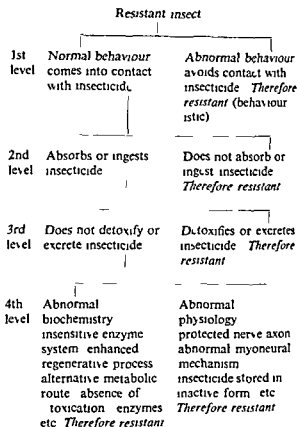 Resistant insect
1st level
Normal behaviour
comes into contact
with insecticide
Abnormal behaviour
avoids contact with
insecticide Therefore
resistant (behaviour
istic)
2nd level
Absorbs or ingests
insecticide
Does not absorb or
ingest insecticide
Therefore resistant
3rd level
Does not detoxify or
excrete insecticide
Detoxifies or excretes
insecticide Therefore
resistant
4th level
Abnormal
biochemistry
insensitive enzyme
system enhanced
regenerative process
alternative metabolic
route absence of
toxication enzymes
etc Therefore resistant
Abnormal
physiology
protected nerve axon
abnormal myoneural
mechanism
insecticide stored in
inactive form etc
Therefore resistant